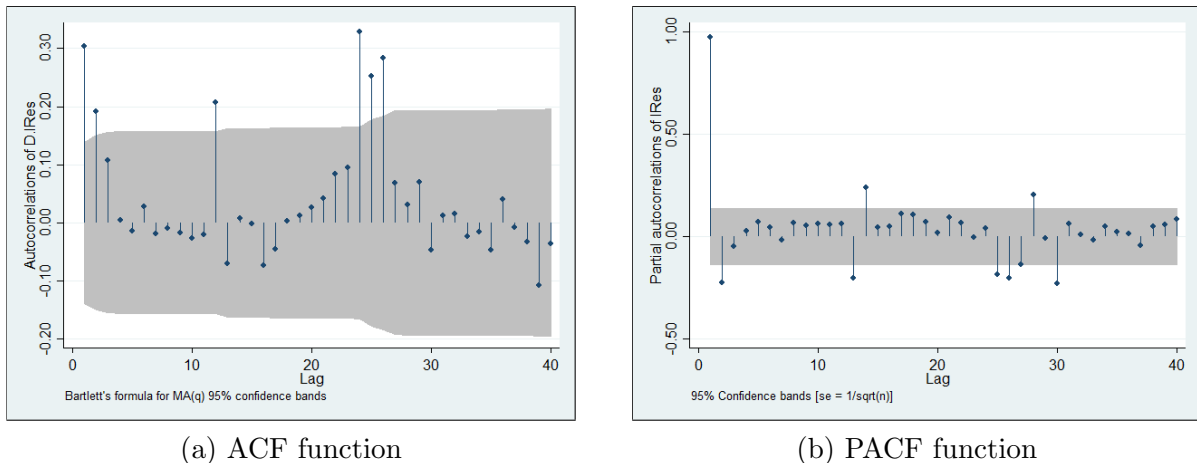 Autocorrelations of D.lRes
0.30
0.20
0.10
0.00
-0.10
-0.20
0 10 20 30 40
Lag
Bartlett's formula for MA(q) 95% confidence bands
(a) ACF function
Partial autocorrelations of lRes
1.00
0.50
0.00
-0.50
0 10 20 30 40
Lag
95% Confidence bands [se = 1/sqrt(n)]
(b) PACF function